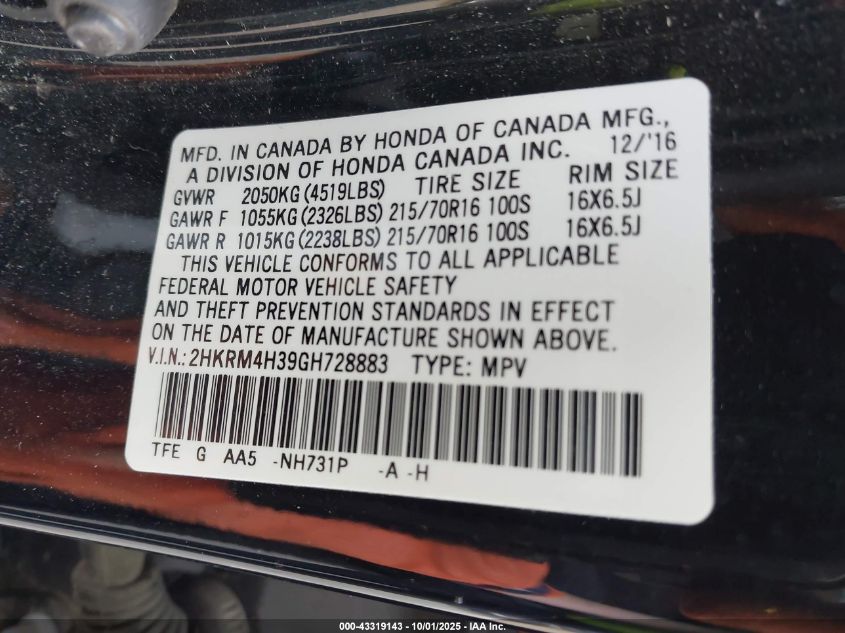 MFD. IN CANADA BY HONDA OF CANADA MFG.,
A DIVISION OF HONDA CANADA INC. 12/'16
GVWR 2050KG (4519LBS) TIRE SIZE RIM SIZE
GAWR F 1055KG (2326LBS) 215/70R16 100S 16X6.5J
GAWR R 1015KG (2238LBS) 215/70R16 100S 16X6.5J
THIS VEHICLE CONFORMS TO ALL APPLICABLE
FEDERAL MOTOR VEHICLE SAFETY
AND THEFT PREVENTION STANDARDS IN EFFECT
ON THE DATE OF MANUFACTURE SHOWN ABOVE.
V.I.N.: 2HKRM4H39GH728883 TYPE: MPV
TFE G AA5 -NH731P -A -H
000-43319143 - 10/01/2025 - IAA Inc.